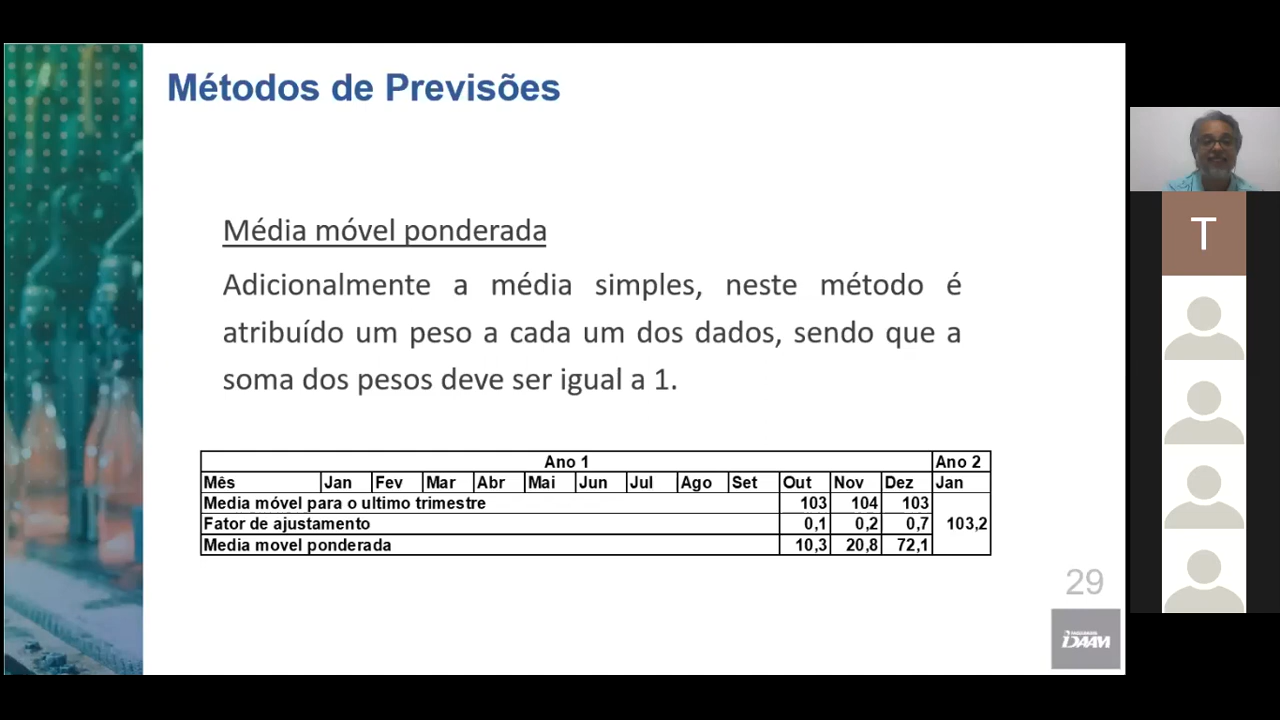 Métodos de Previsões
Média móvel ponderada
Adicionalmente a média simples, neste método é
atribuído um peso a cada um dos dados, sendo que a
soma dos pesos deve ser igual a 1.
Ano 1 Ano 2
Mês Jan Fev Mar Abr Mai Jun Jul Ago Set Out Nov Dez Jan
Media móvel para o ultimo trimestre 103 104 103
Fator de ajustamento 0,1 0,2 0,7 103,2
Media movel ponderada 10,3 20,8 72,1
29
IDAAM
T